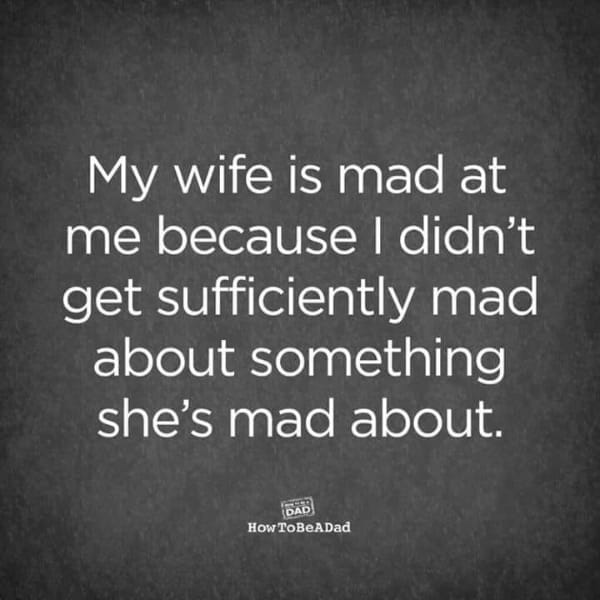 My wife is mad at
me because I didn't
get sufficiently mad
about something
she's mad about.
DAD
HowToBeADad